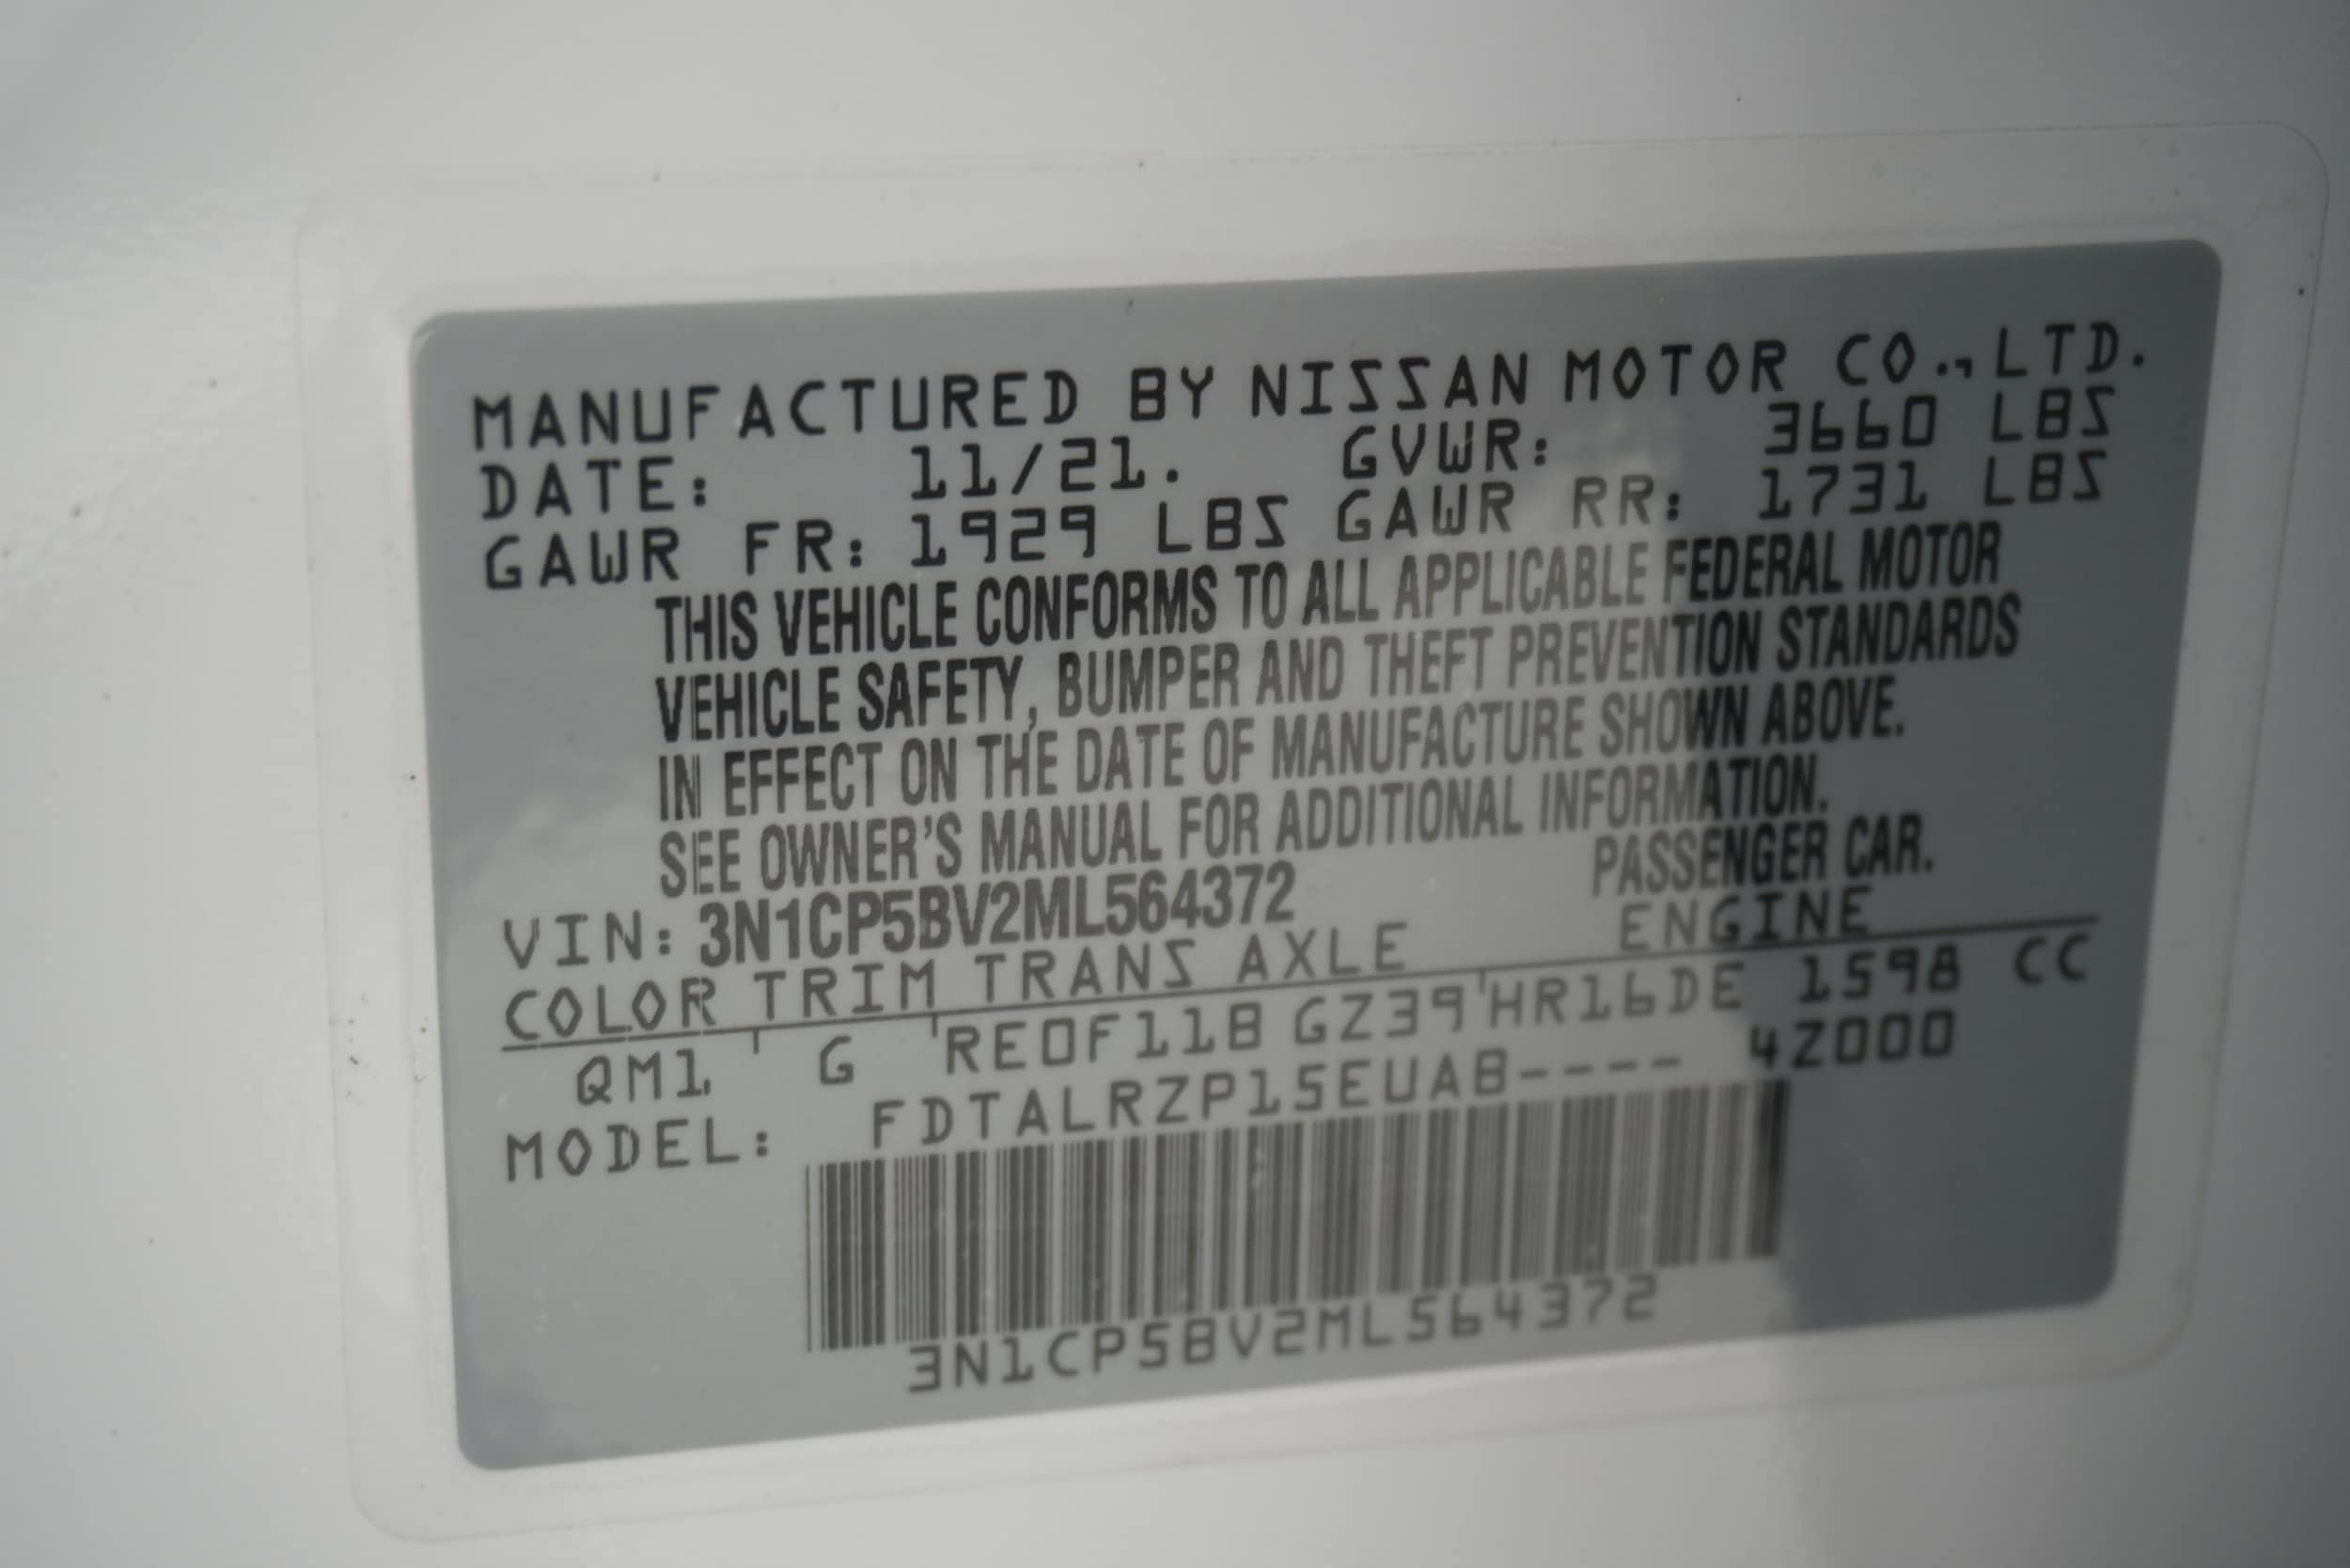 MANUFACTURED BY NISSAN MOTOR CO.,LTD.
DATE: 11/21. GVWR: 3660 LBS
GAWR FR: 1929 LBS GAWR RR: 1731 LBS
THIS VEHICLE CONFORMS TO ALL APPLICABLE FEDERAL MOTOR
VEHICLE SAFETY, BUMPER AND THEFT PREVENTION STANDARDS
IN EFFECT ON THE DATE OF MANUFACTURE SHOWN ABOVE.
SEE OWNER'S MANUAL FOR ADDITIONAL INFORMATION.
VIN: 3N1CP5BV2ML564372 PASSENGER CAR.
COLOR TRIM TRANS AXLE ENGINE
QM1 G RE0F11B GZ39 HR16DE 1598 CC
MODEL: FDTALRZP15EUAB---- 4Z000
3N1CP5BV2ML564372